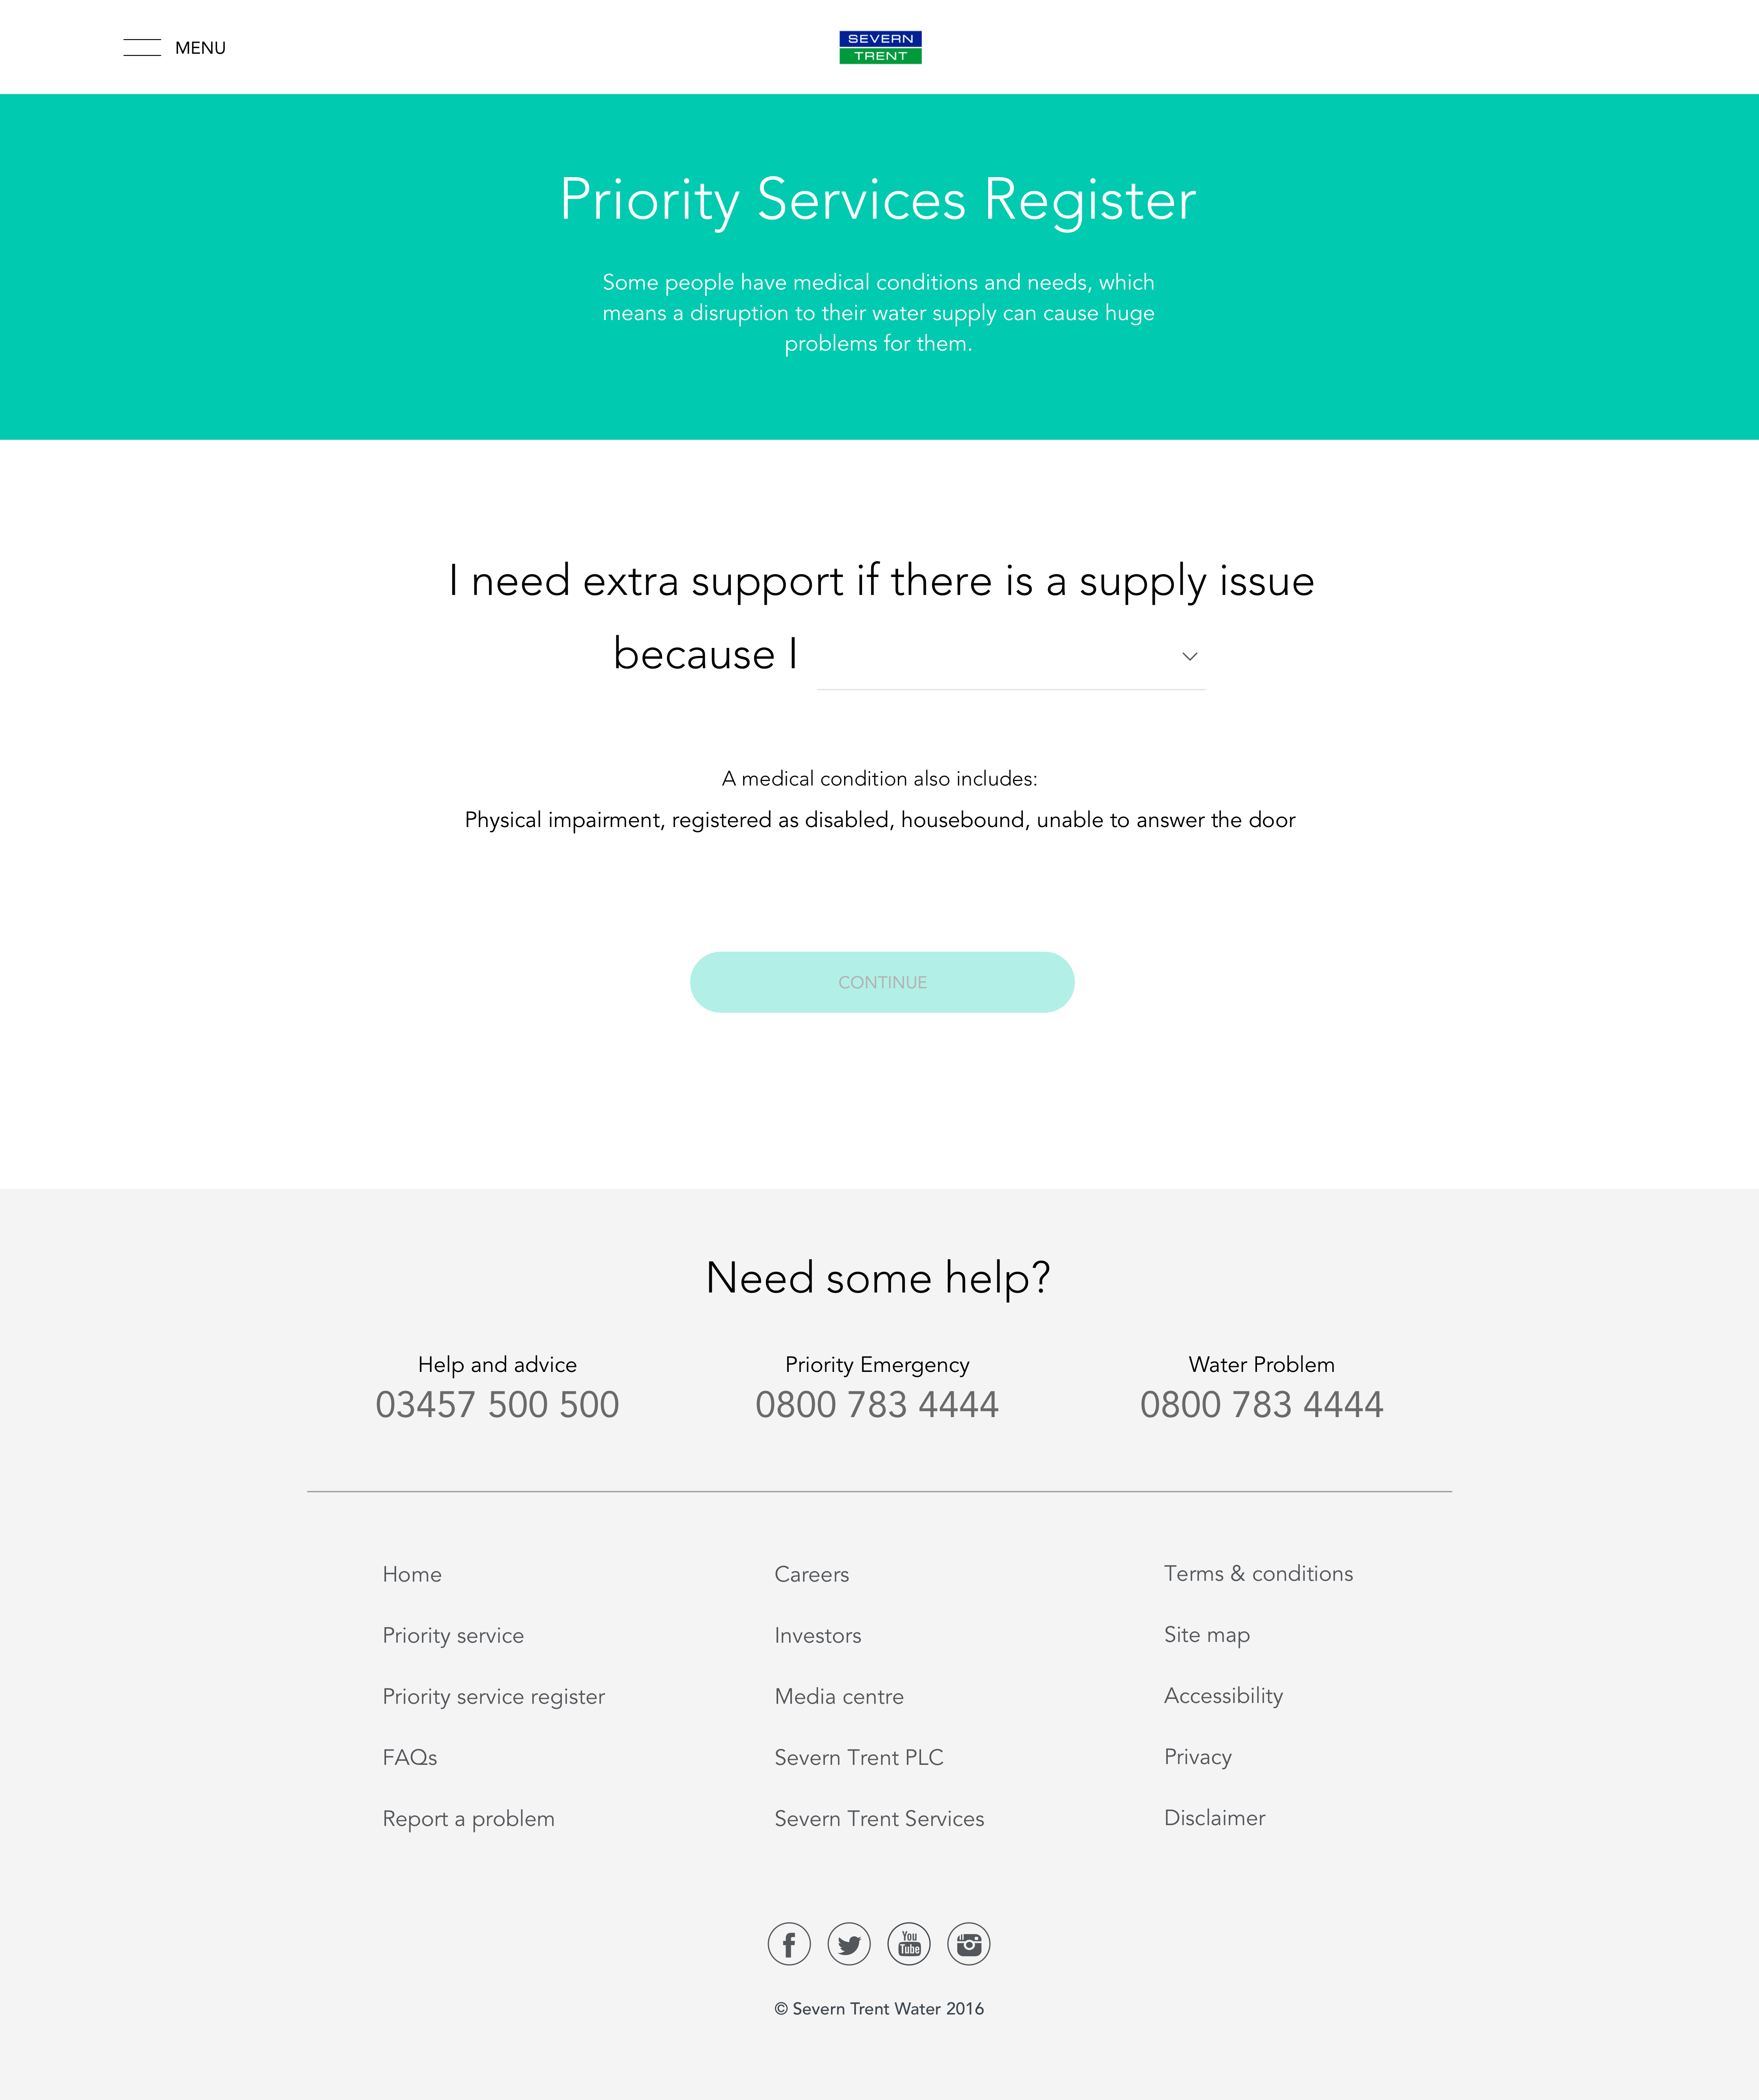 MENU
SEVERN
TRENT
Priority Services Register
Some people have medical conditions and needs, which
means a disruption to their water supply can cause huge
problems for them.
I need extra support if there is a supply issue
because I
A medical condition also includes:
Physical impairment, registered as disabled, housebound, unable to answer the door
CONTINUE
Need some help?
Help and advice
03457 500 500
Priority Emergency
0800 783 4444
Water Problem
0800 783 4444
Home
Priority service
Priority service register
FAQs
Report a problem
Careers
Investors
Media centre
Severn Trent PLC
Severn Trent Services
Terms & conditions
Site map
Accessibility
Privacy
Disclaimer
You
Tube
© Severn Trent Water 2016